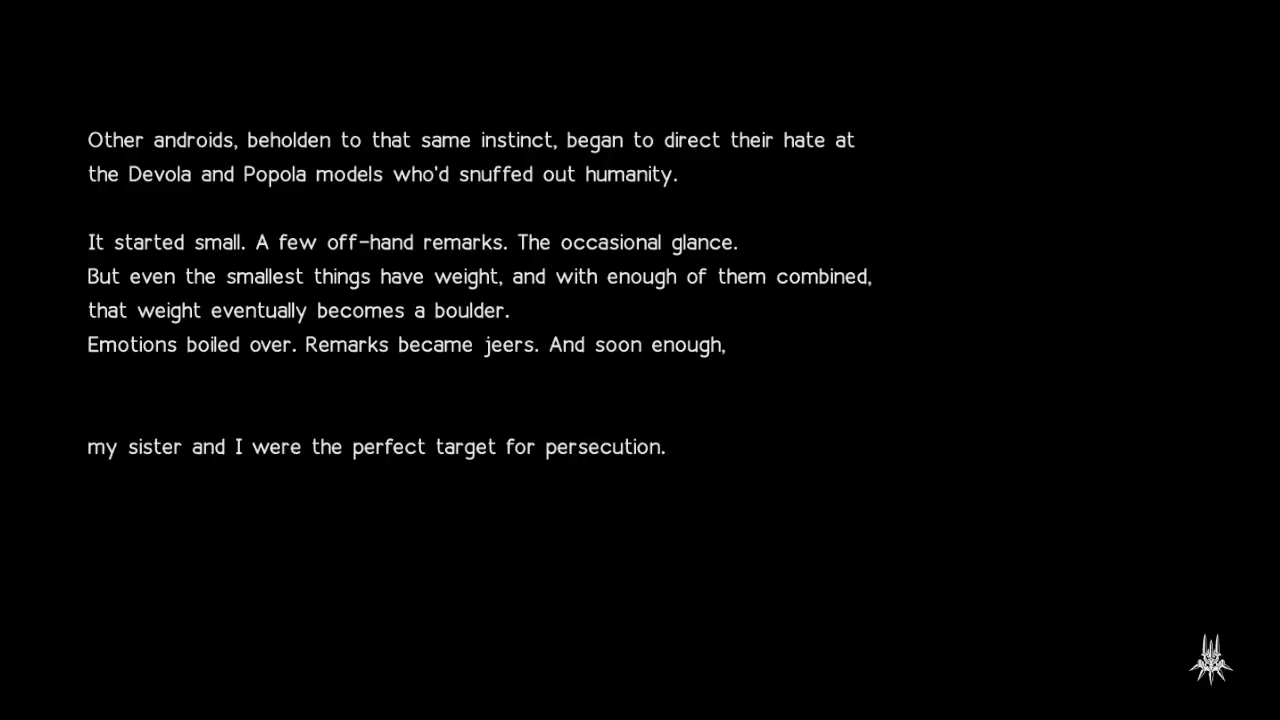 Other androids, beholden to that same instinct, began to direct their hate at
the Devola and Popola models who'd snuffed out humanity.
It started small. A few off-hand remarks. The occasional glance.
But even the smallest things have weight, and with enough of them combined,
that weight eventually becomes a boulder.
Emotions boiled over. Remarks became jeers. And soon enough,
my sister and I were the perfect target for persecution.